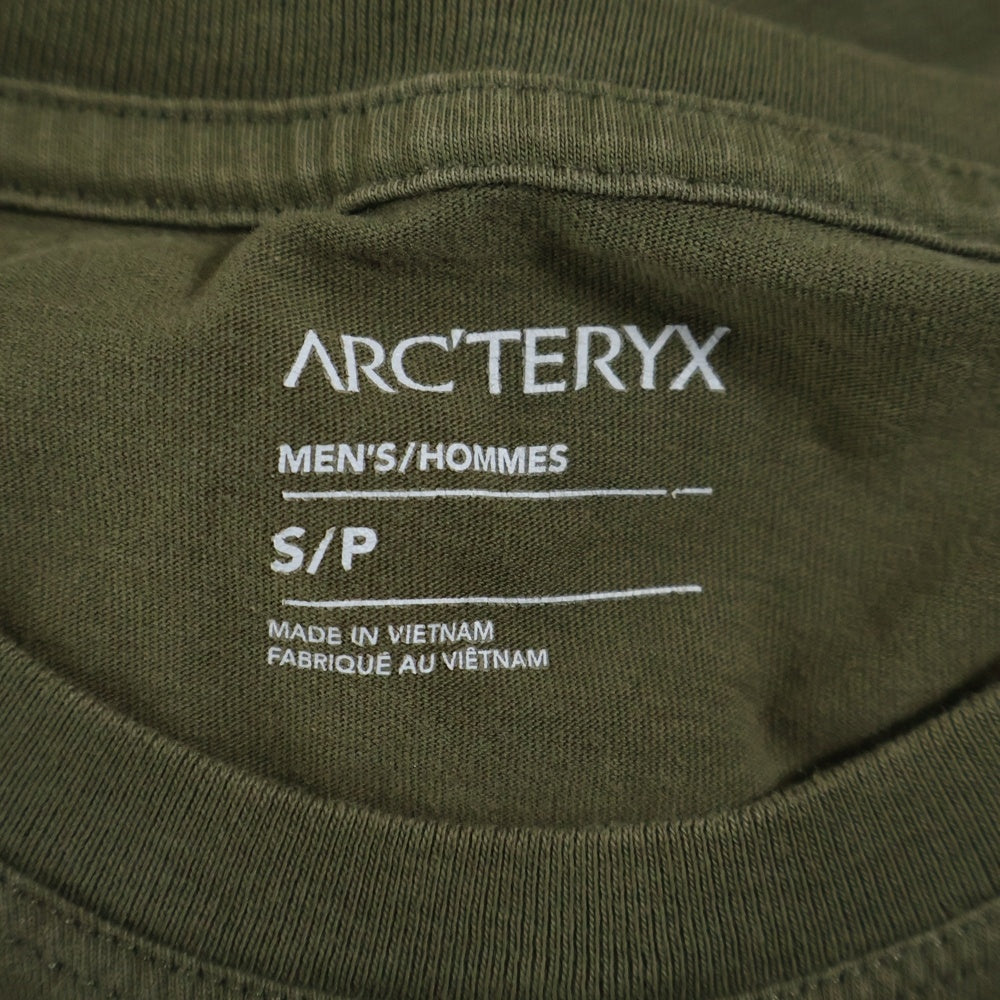 ARC'TERYX
MEN'S/HOMMES
S/P
MADE IN VIETNAM
FABRIQUÉ AU VIÊTNAM